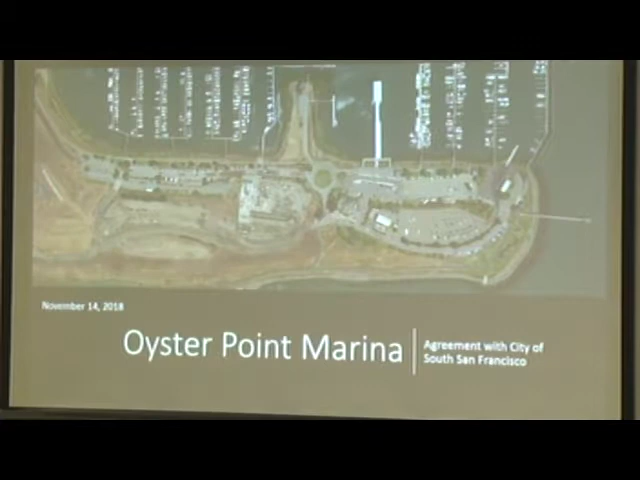 November 14, 2018
Oyster Point Marina
Agreement with City of
South San Francisco